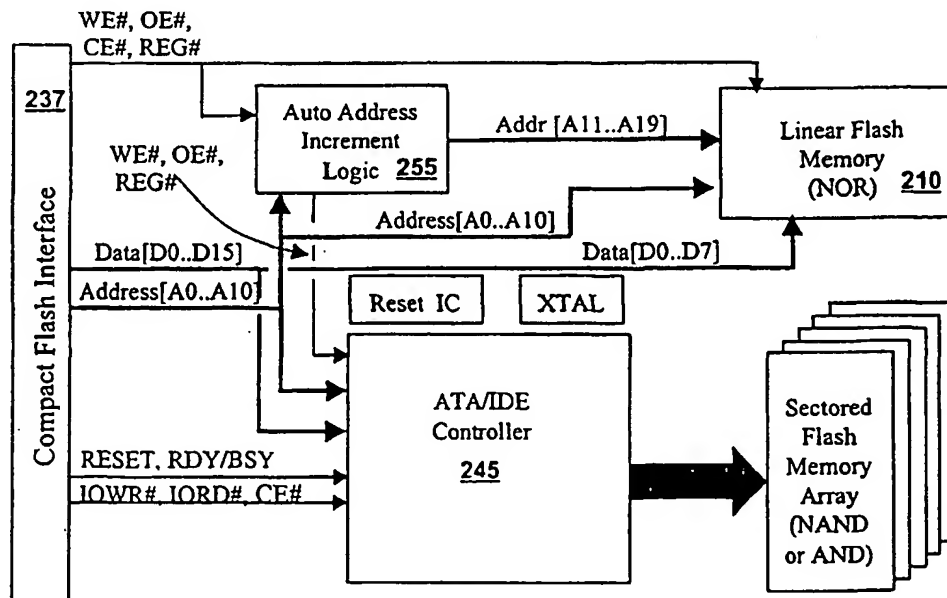 WE#, OE#,
CE#, REG#
237
Compact Flash Interface
Auto Address
Increment
Logic 255
Addr [A11..A19]
Linear Flash
Memory
(NOR) 210
WE#, OE#,
REG#
Address[A0..A10]
Data[D0..D15]
Data[D0..D7]
Address[A0..A10]
Reset IC
XTAL
ATA/IDE
Controller
245
Sectored
Flash
Memory
Array
(NAND
or AND)
RESET, RDY/BSY
IOWR#, IORD#, CE#